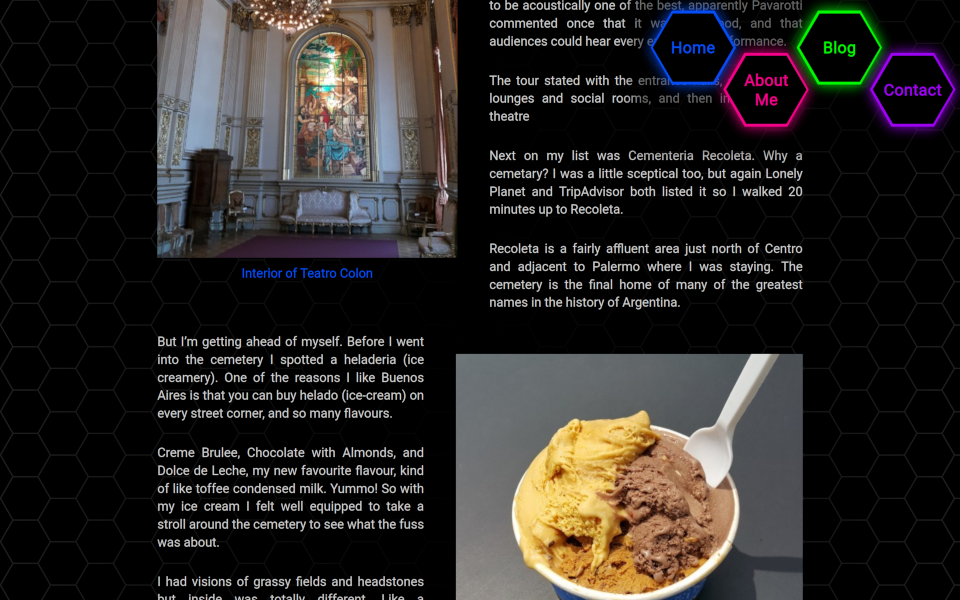 to be acoustically one of the best, apparently Pavarotti
commented once that it was good, and that
audiences could hear every performance.
Home
Blog
About
Me
Contact
The tour stated with the
lounges and social rooms, and then in
theatre
Interior of Teatro Colon
Next on my list was Cementeria Recoleta. Why a
cemetary? I was a little sceptical too, but again Lonely
Planet and TripAdvisor both listed it so I walked 20
minutes up to Recoleta.
Recoleta is a fairly affluent area just north of Centro
and adjacent to Palermo where I was staying. The
cemetery is the final home of many of the greatest
names in the history of Argentina.
But I'm getting ahead of myself. Before I went
into the cemetery I spotted a heladeria (ice
creamery). One of the reasons I like Buenos
Aires is that you can buy helado (ice-cream) on
every street corner, and so many flavours.
Creme Brulee, Chocolate with Almonds, and
Dolce de Leche, my new favourite flavour, kind
of like toffee condensed milk. Yummo! So with
my Ice cream I felt well equipped to take a
stroll around the cemetery to see what the fuss
was about.
I had visions of grassy fields and headstones
but inside was totally different. Like a